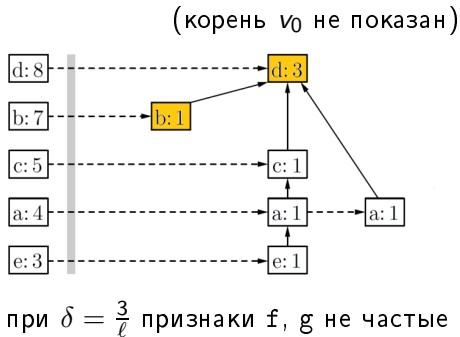 (корень v₀ не показан)
d: 8 d: 3
b: 7 b: 1
c: 5 c: 1
a: 4 a: 1 a: 1
e: 3 e: 1
при δ = 3/ℓ признаки f, g не частые